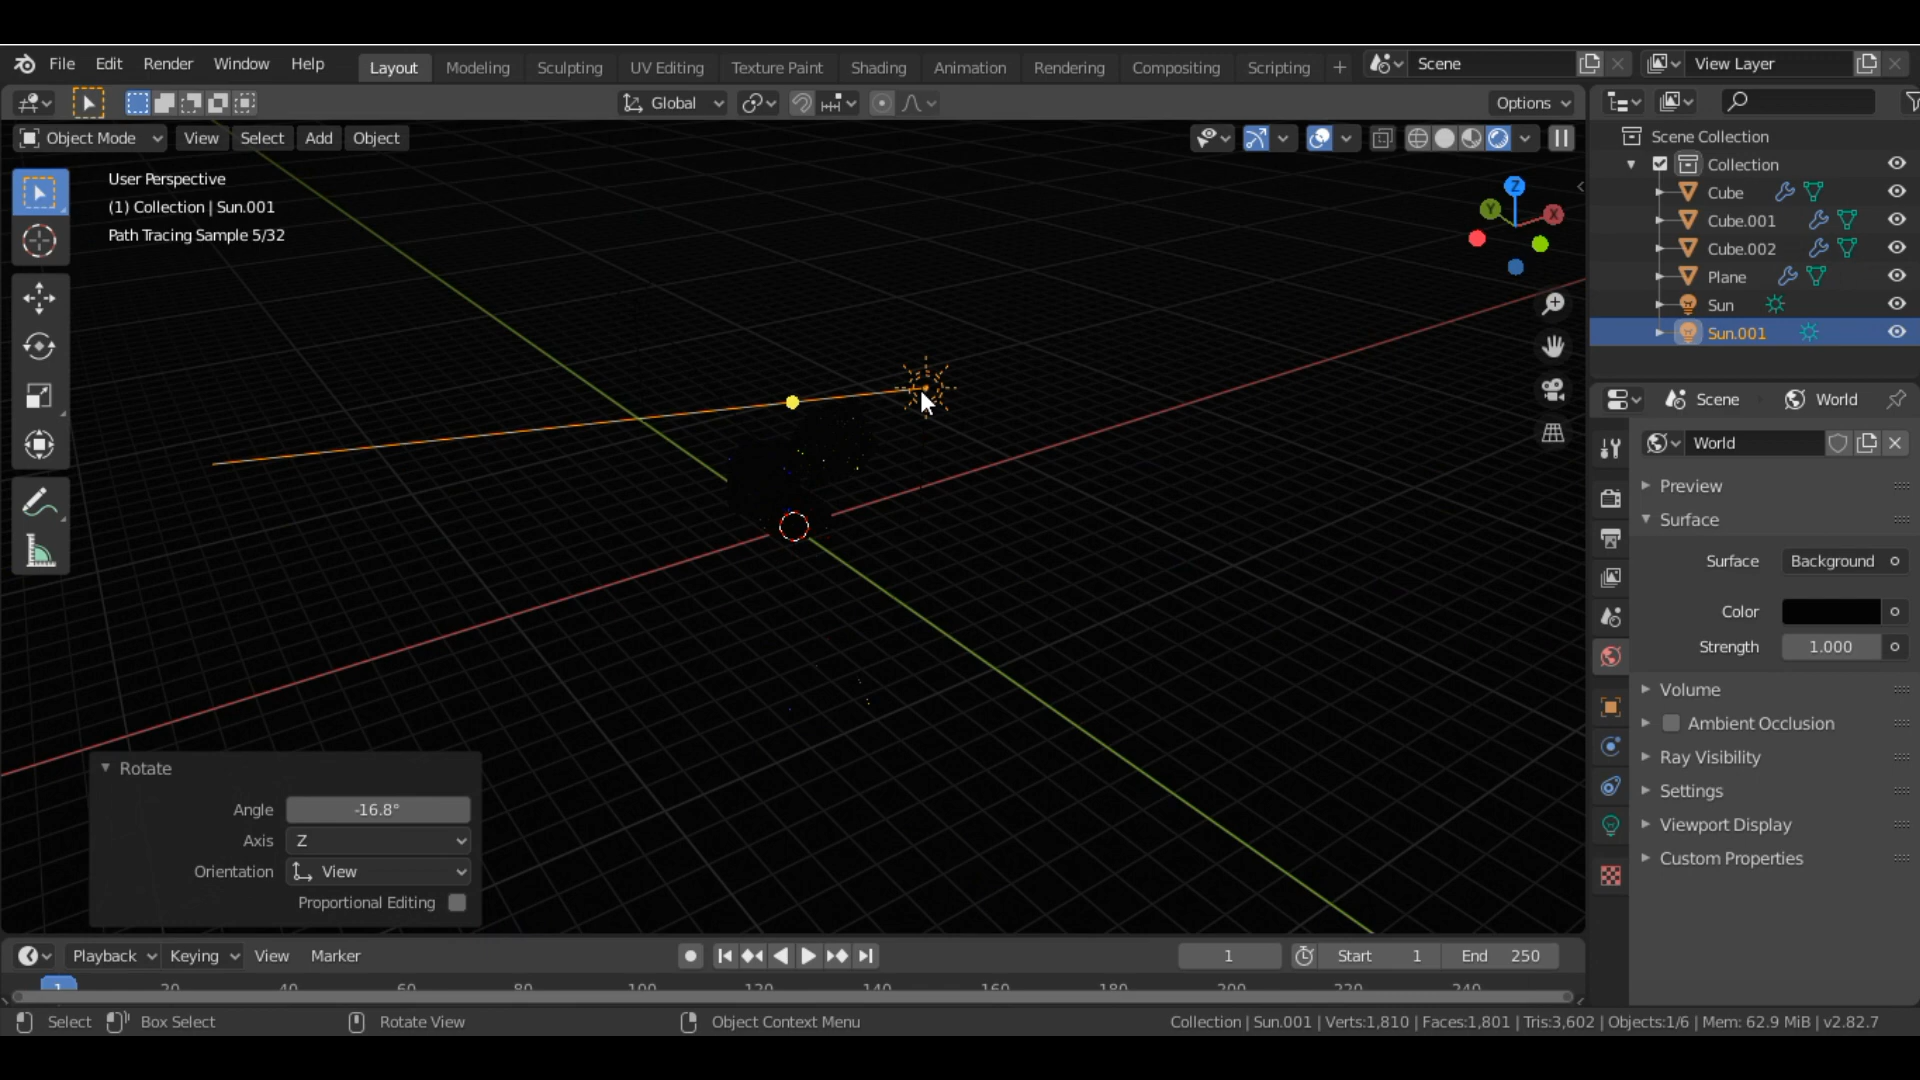 File Edit Render Window Help Layout Modeling Sculpting UV Editing Texture Paint Shading Animation Rendering Compositing Scripting + Scene View Layer
Global Options
Object Mode View Select Add Object
User Perspective
(1) Collection | Sun.001
Path Tracing Sample 5/32
Z
Y
X
Scene Collection
Collection
Cube
Cube.001
Cube.002
Plane
Sun
Sun.001
Scene World
World
Preview
Surface
Surface Background
Color
Strength 1.000
Volume
Ambient Occlusion
Ray Visibility
Settings
Viewport Display
Custom Properties
Rotate
Angle -16.8°
Axis Z
Orientation View
Proportional Editing
Playback Keying View Marker 1 Start 1 End 250
1 20 40 60 80 100 120 140 160 180 200 220 240
Select Box Select Rotate View Object Context Menu Collection | Sun.001 | Verts:1,810 | Faces:1,801 | Tris:3,602 | Objects:1/6 | Mem: 62.9 MiB | v2.82.7